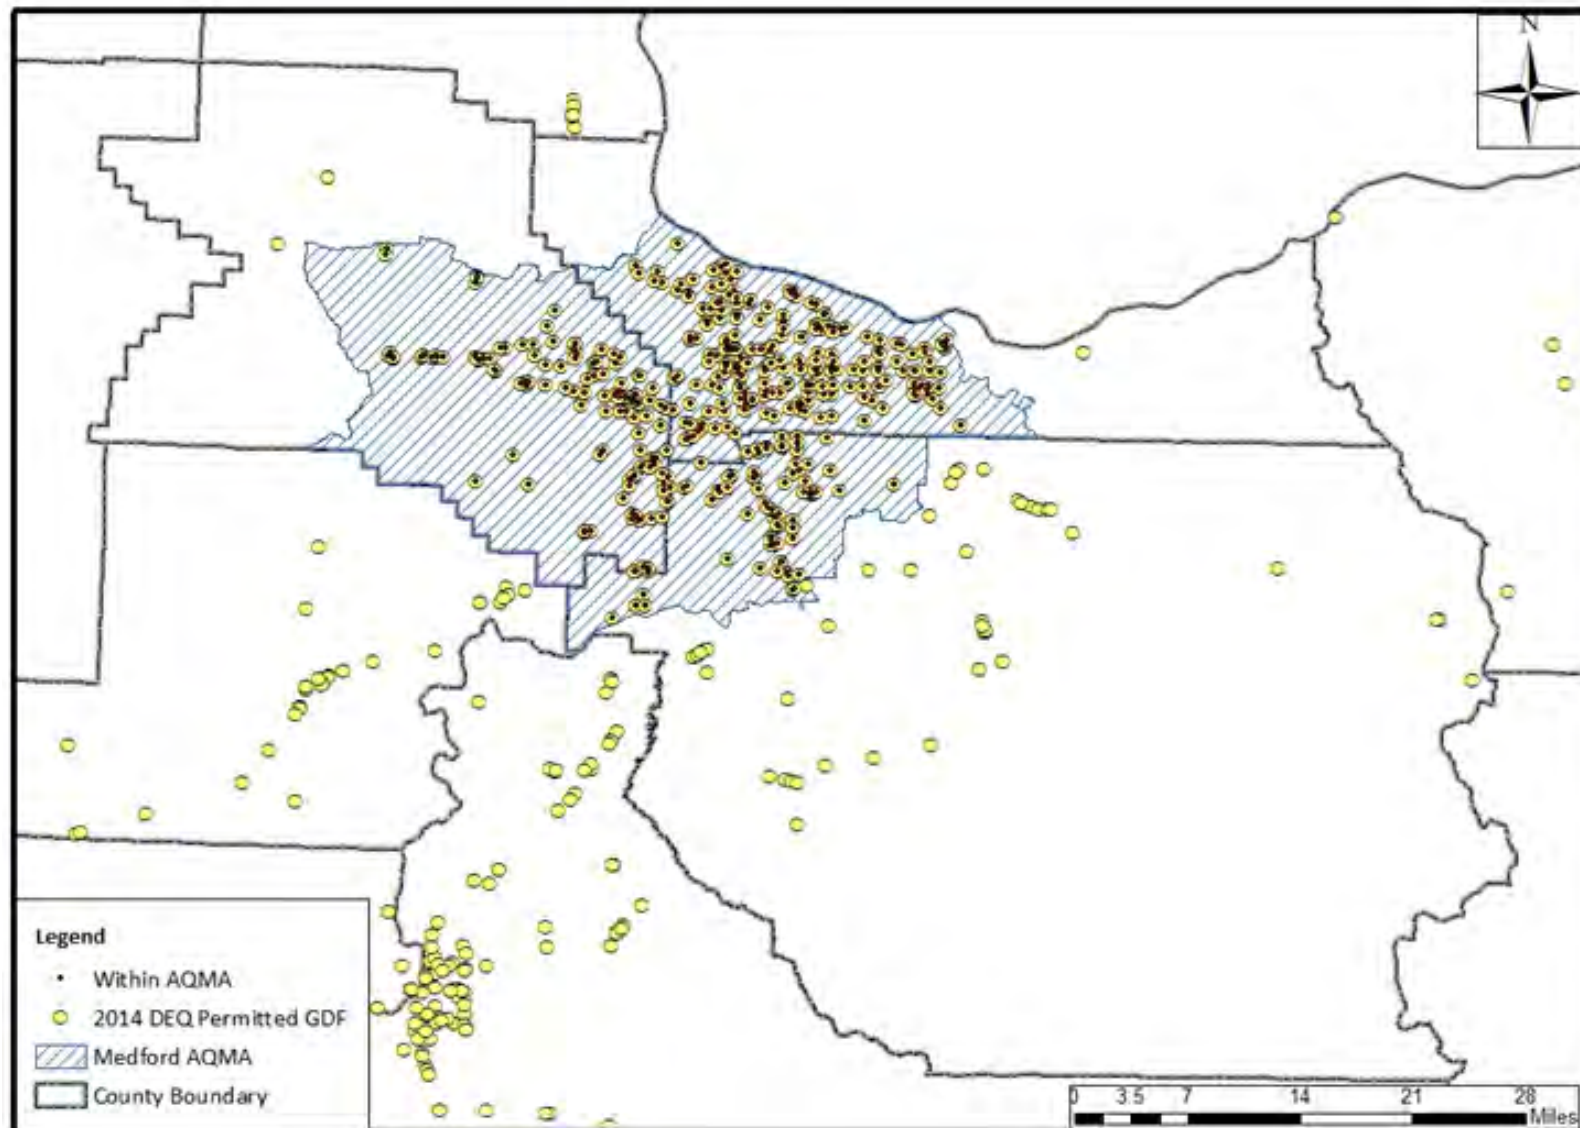 N
Legend
Within AQMA
2014 DEQ Permitted GDF
Medford AQMA
County Boundary
0 3.5 7 14 21 28
Miles